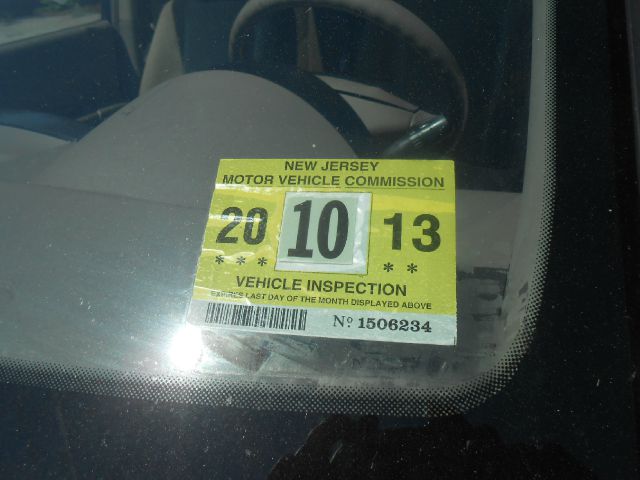 NEW JERSEY
MOTOR VEHICLE COMMISSION
20 10 13
* * * * *
VEHICLE INSPECTION
EXPIRES LAST DAY OF THE MONTH DISPLAYED ABOVE
Nº 1506234